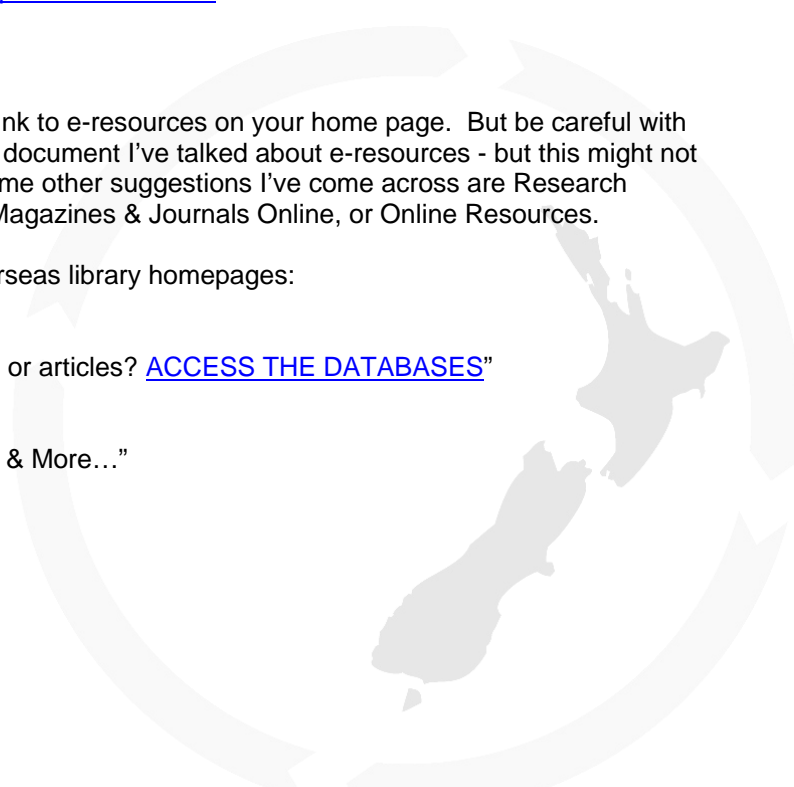 nk to e-resources on your home page. But be careful with
document I've talked about e-resources - but this might not
me other suggestions I've come across are Research
Magazines & Journals Online, or Online Resources.
rseas library homepages:
or articles? ACCESS THE DATABASES”
& More…”